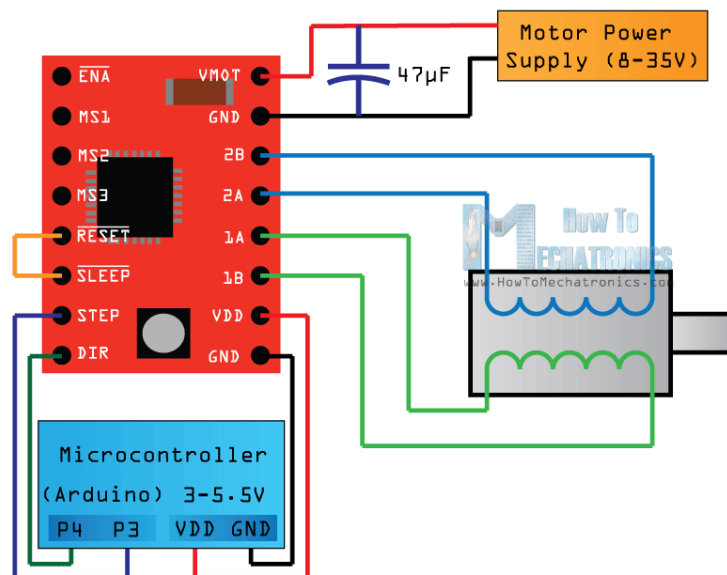 ENA
MS1
MS2
MS3
RESET
SLEEP
STEP
DIR
VMOT
GND
2B
2A
1A
1B
VDD
GND
47µF
Motor Power
Supply (8-35V)
How To
MECHATRONICS
www.HowToMechatronics.com
Microcontroller
(Arduino) 3-5.5V
P4 P3 VDD GND